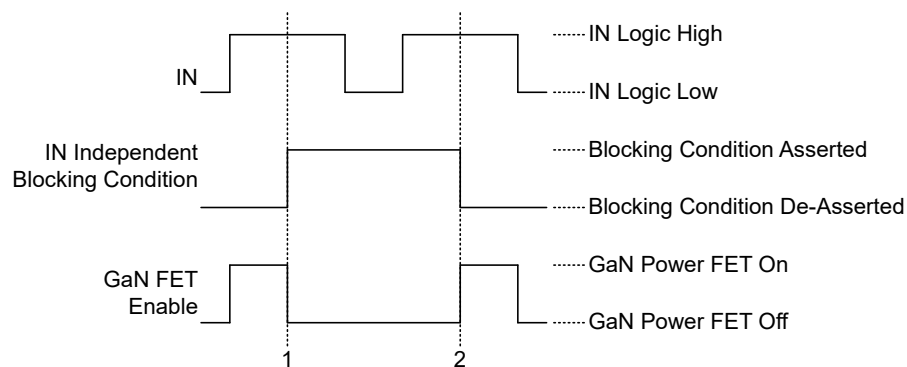 IN Logic High
IN
IN Logic Low
IN Independent
Blocking Condition
Blocking Condition Asserted
Blocking Condition De-Asserted
GaN FET
Enable
GaN Power FET On
GaN Power FET Off
1
2